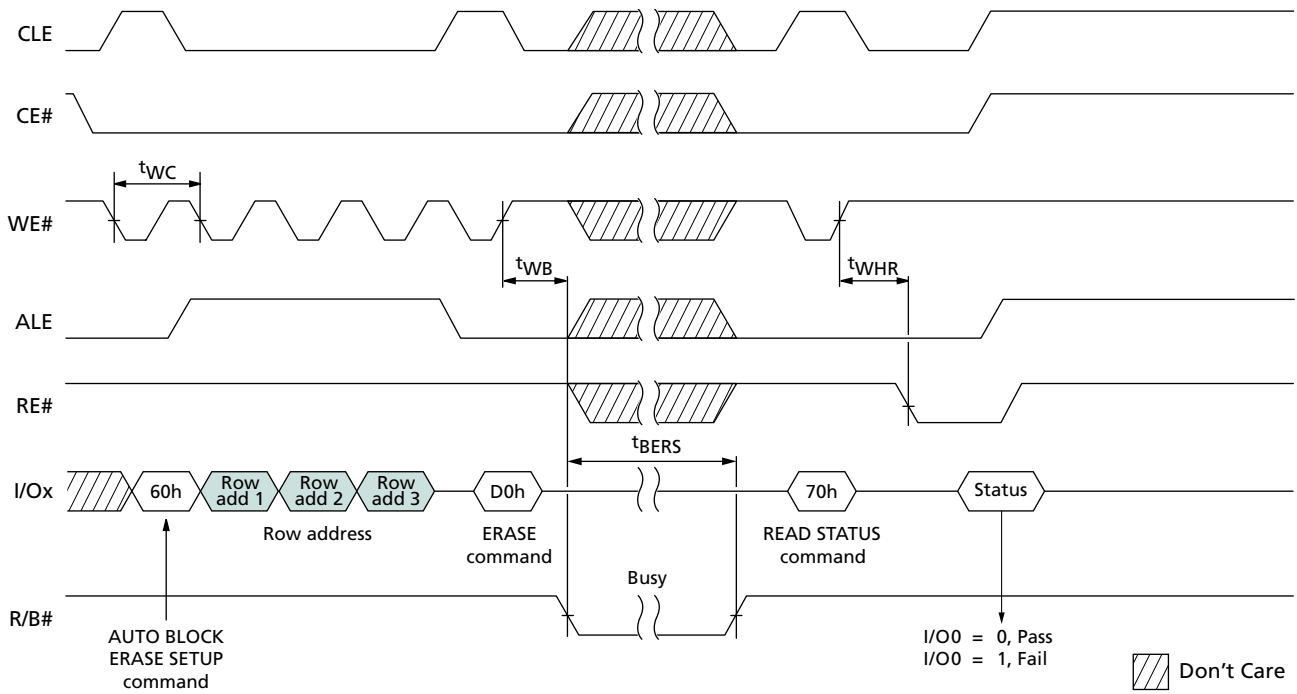 CLE
CE#
tWC
WE#
tWB
tWHR
ALE
RE#
tBERS
I/Ox
60h
Row add 1
Row add 2
Row add 3
D0h
70h
Status
Row address
ERASE
command
READ STATUS
command
Busy
R/B#
AUTO BLOCK
ERASE SETUP
command
I/O0 = 0, Pass
I/O0 = 1, Fail
Don't Care